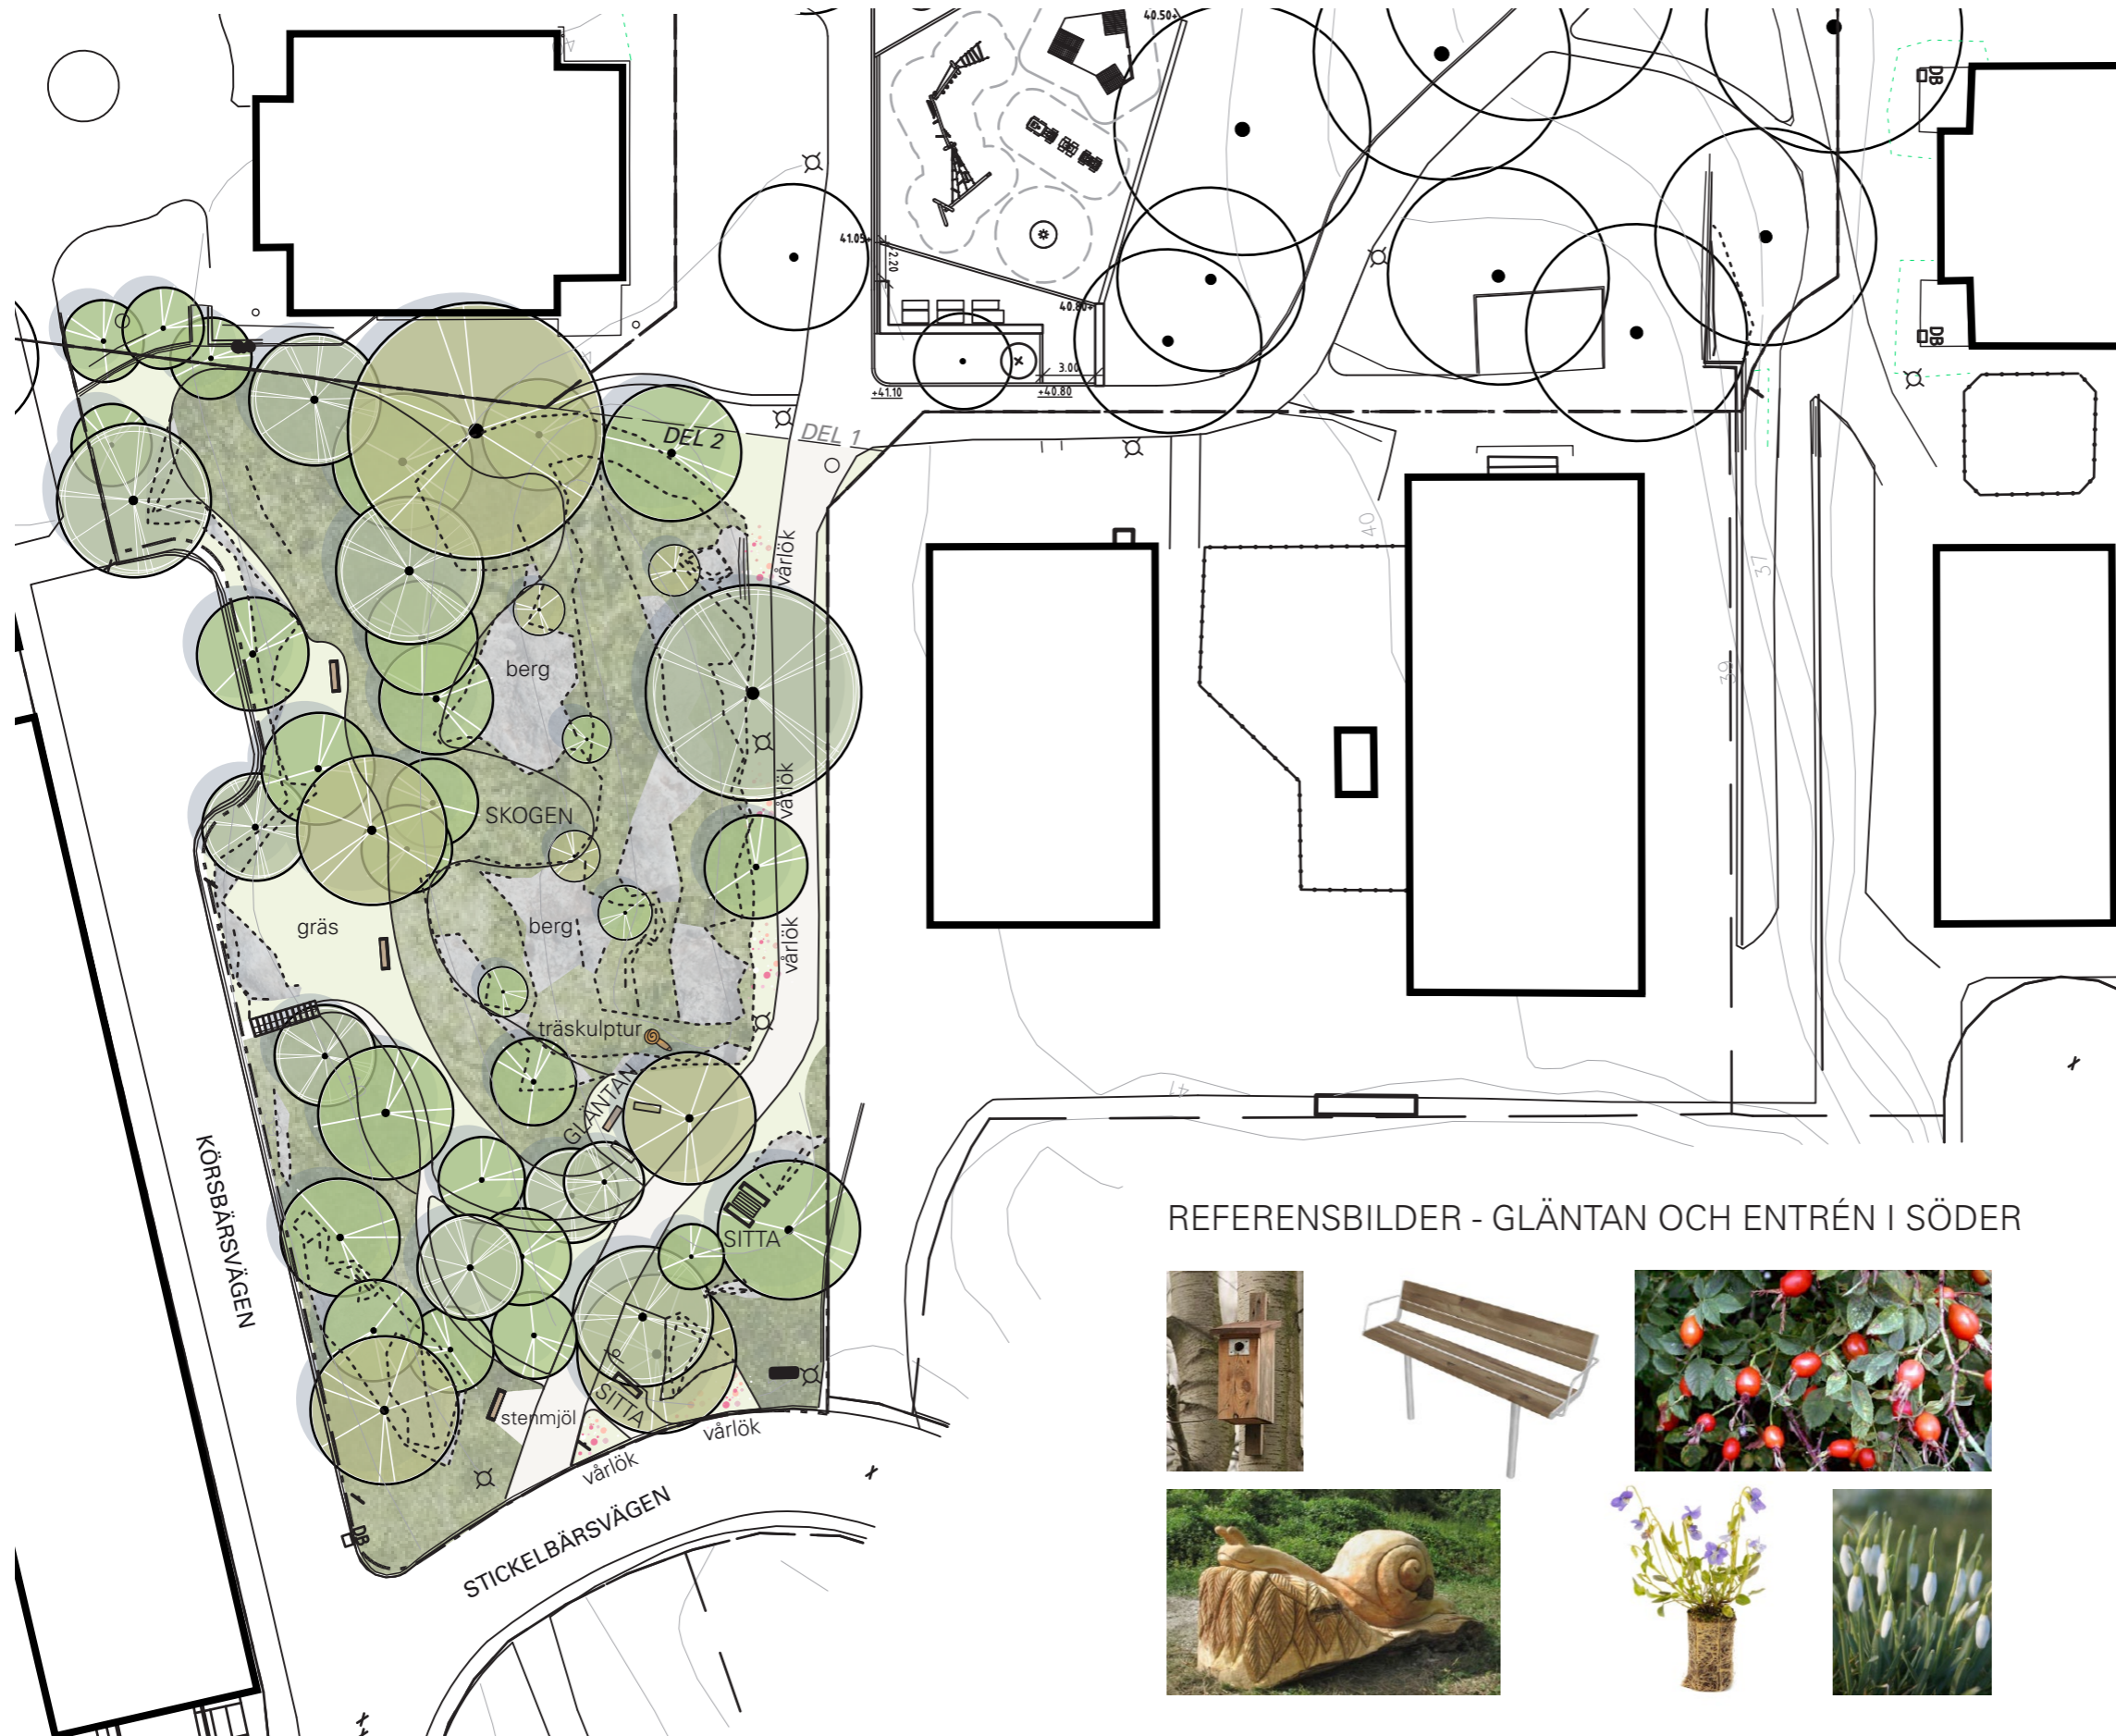 40.50+
DB
41.05+
2.20
40.80+
3.00
+41.10
+40.80
DB
DEL 2
DEL 1
40
vårlök
37
berg
39
vårlök
SKOGEN
gräs
berg
vårlök
träskulptur
GLÄNTAN
41
KÖRSBÄRSVÄGEN
SITTA
SITTA
stenmjöl
vårlök
vårlök
DB
STICKELBÄRSVÄGEN
REFERENSBILDER - GLÄNTAN OCH ENTRÉN I SÖDER